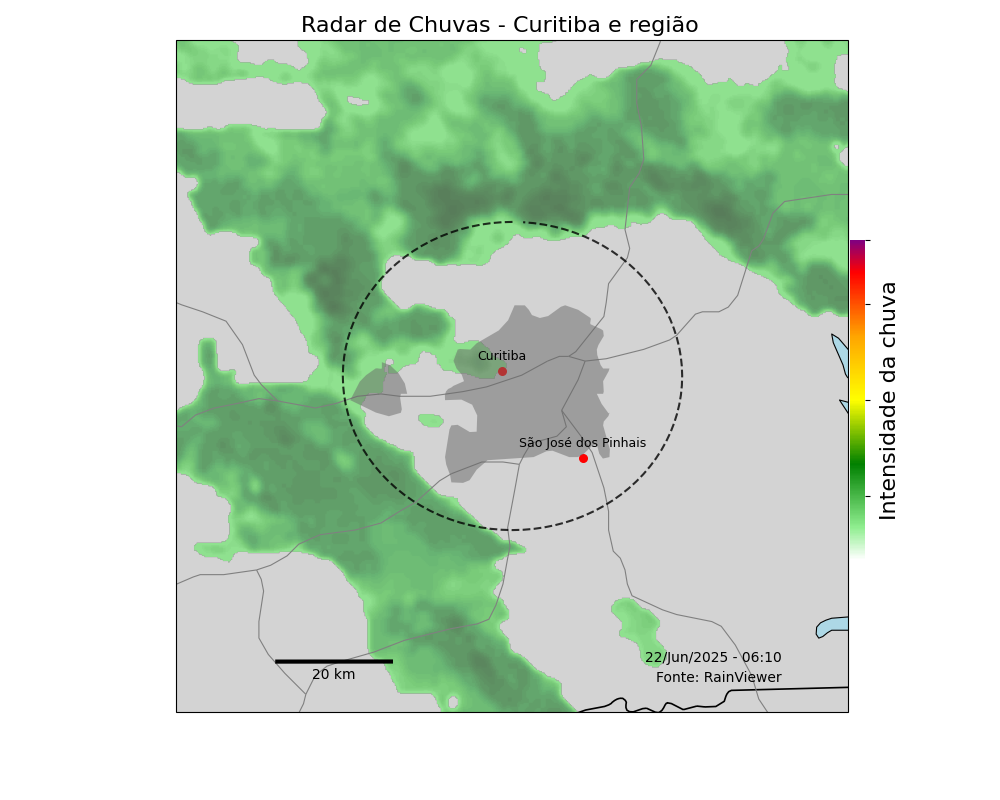 Radar de Chuvas - Curitiba e região
Curitiba
São José dos Pinhais
Intensidade da chuva
22/Jun/2025 - 06:10
Fonte: RainViewer
20 km